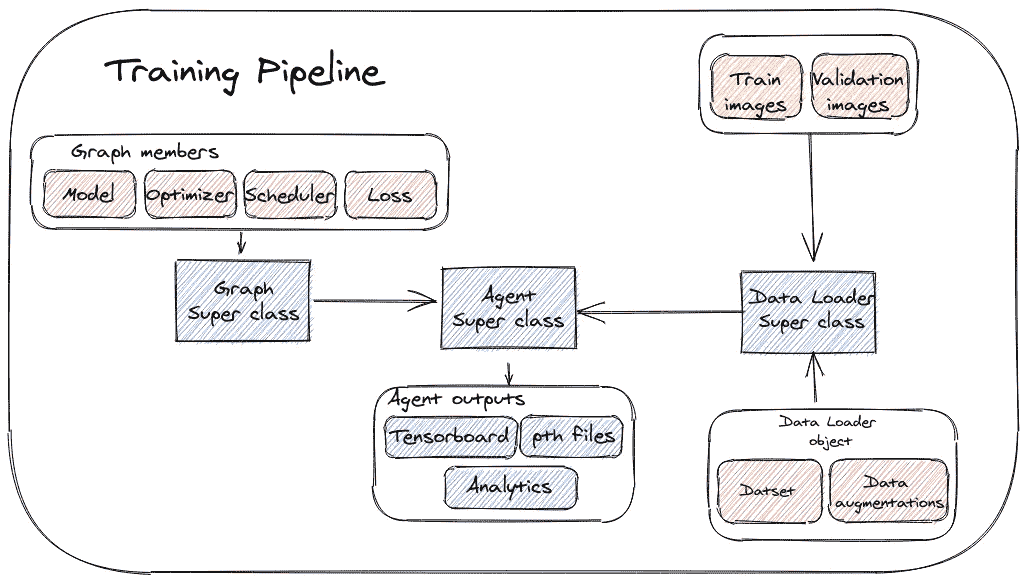 Training Pipeline
Train
images
Validation
images
Graph members
Model
Optimizer
Scheduler
Loss
Graph
Super class
Agent
Super class
Data Loader
Super class
Agent outputs
Tensorboard
pth files
Analytics
Data Loader
object
Datset
Data
augmentations